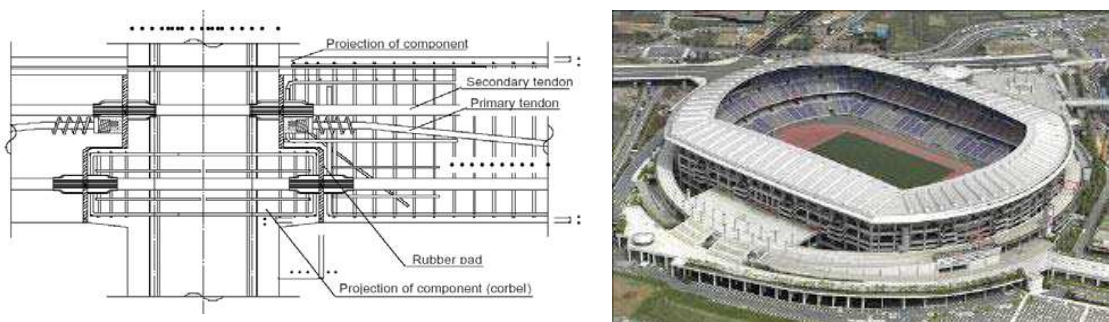 Projection of component
Secondary tendon
Primary tendon
Rubber pad
Projection of component (corbel)